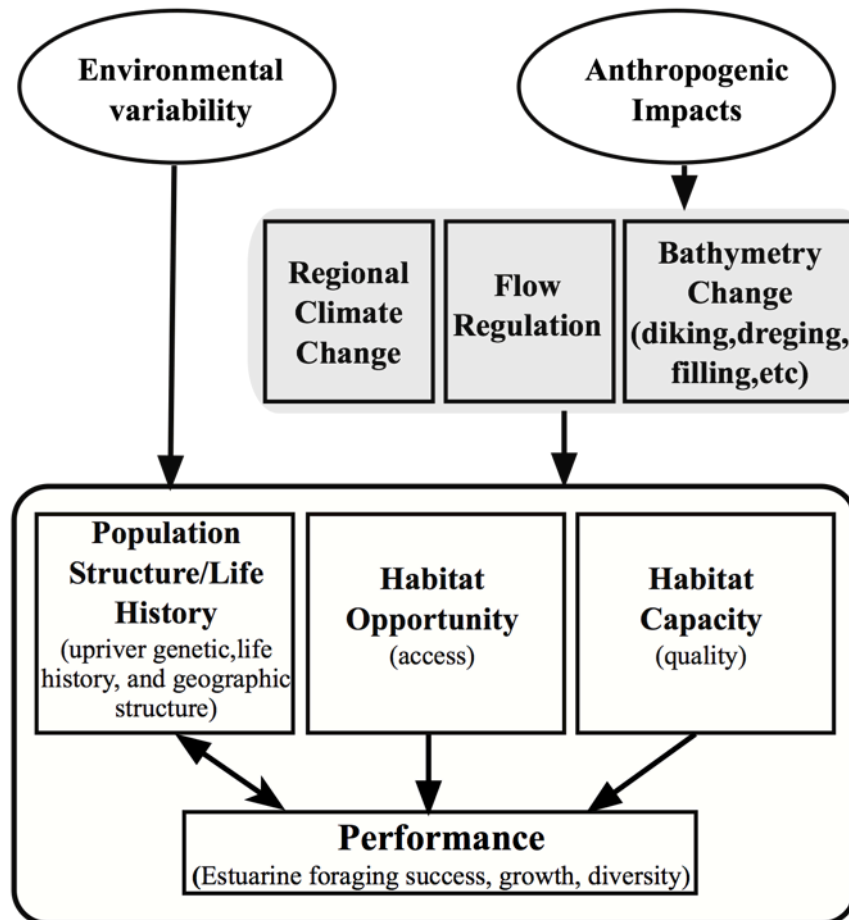 Environmental
variability
Anthropogenic
Impacts
Regional
Climate
Change
Flow
Regulation
Bathymetry
Change
(diking,dreging,
filling,etc)
Population
Structure/Life
History
(upriver genetic,life
history, and geographic
structure)
Habitat
Opportunity
(access)
Habitat
Capacity
(quality)
Performance
(Estuarine foraging success, growth, diversity)